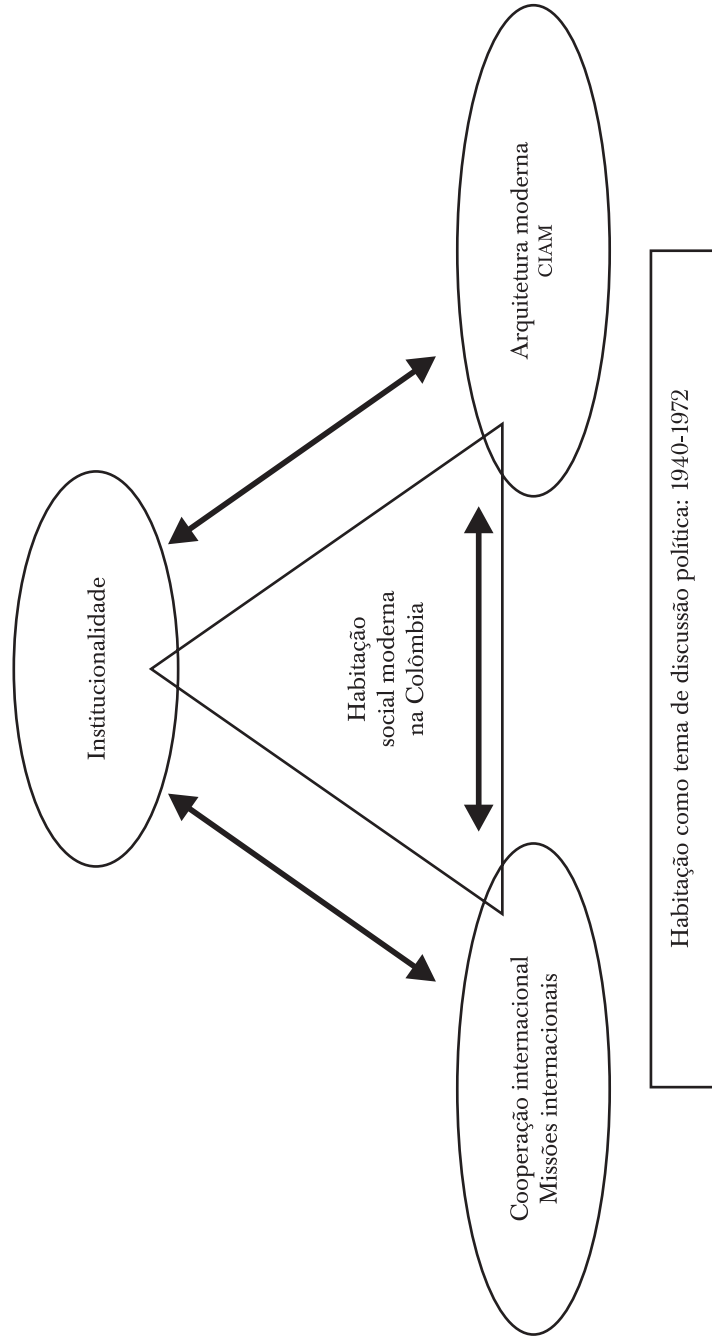 Institucionalidade
Habitação
social moderna
na Colômbia
Cooperação internacional
Missões internacionais
Arquitetura moderna
CIAM
Habitação como tema de discussão política: 1940-1972